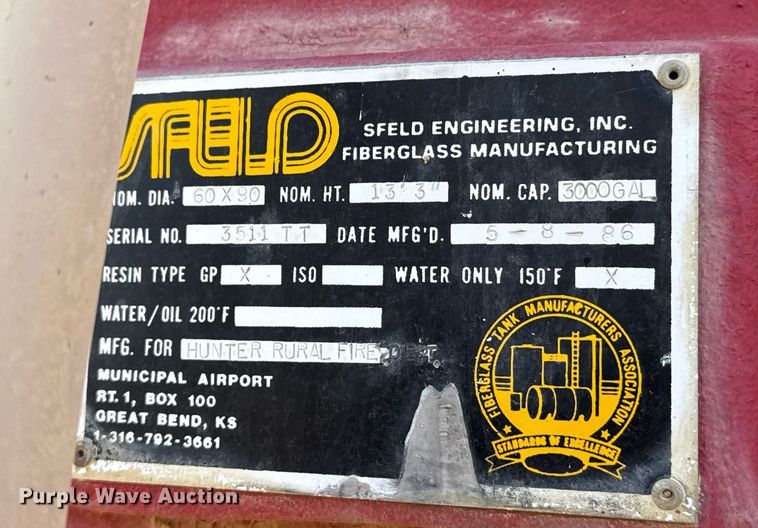 SFELD
SFELD ENGINEERING, INC.
FIBERGLASS MANUFACTURING
NOM. DIA. 60 X 90 NOM. HT. 13' 3" NOM. CAP. 3000GAL
SERIAL NO. 3511 TT DATE MFG'D. 5-8-86
RESIN TYPE GP X ISO WATER ONLY 150°F X
WATER/OIL 200°F
MFG. FOR HUNTER RURAL FIRE DEPT
MUNICIPAL AIRPORT
RT. 1, BOX 100
GREAT BEND, KS
1-316-792-3661
FIBERGLASS TANK MANUFACTURERS ASSOCIATION
STANDARDS OF EXCELLENCE
Purple Wave Auction